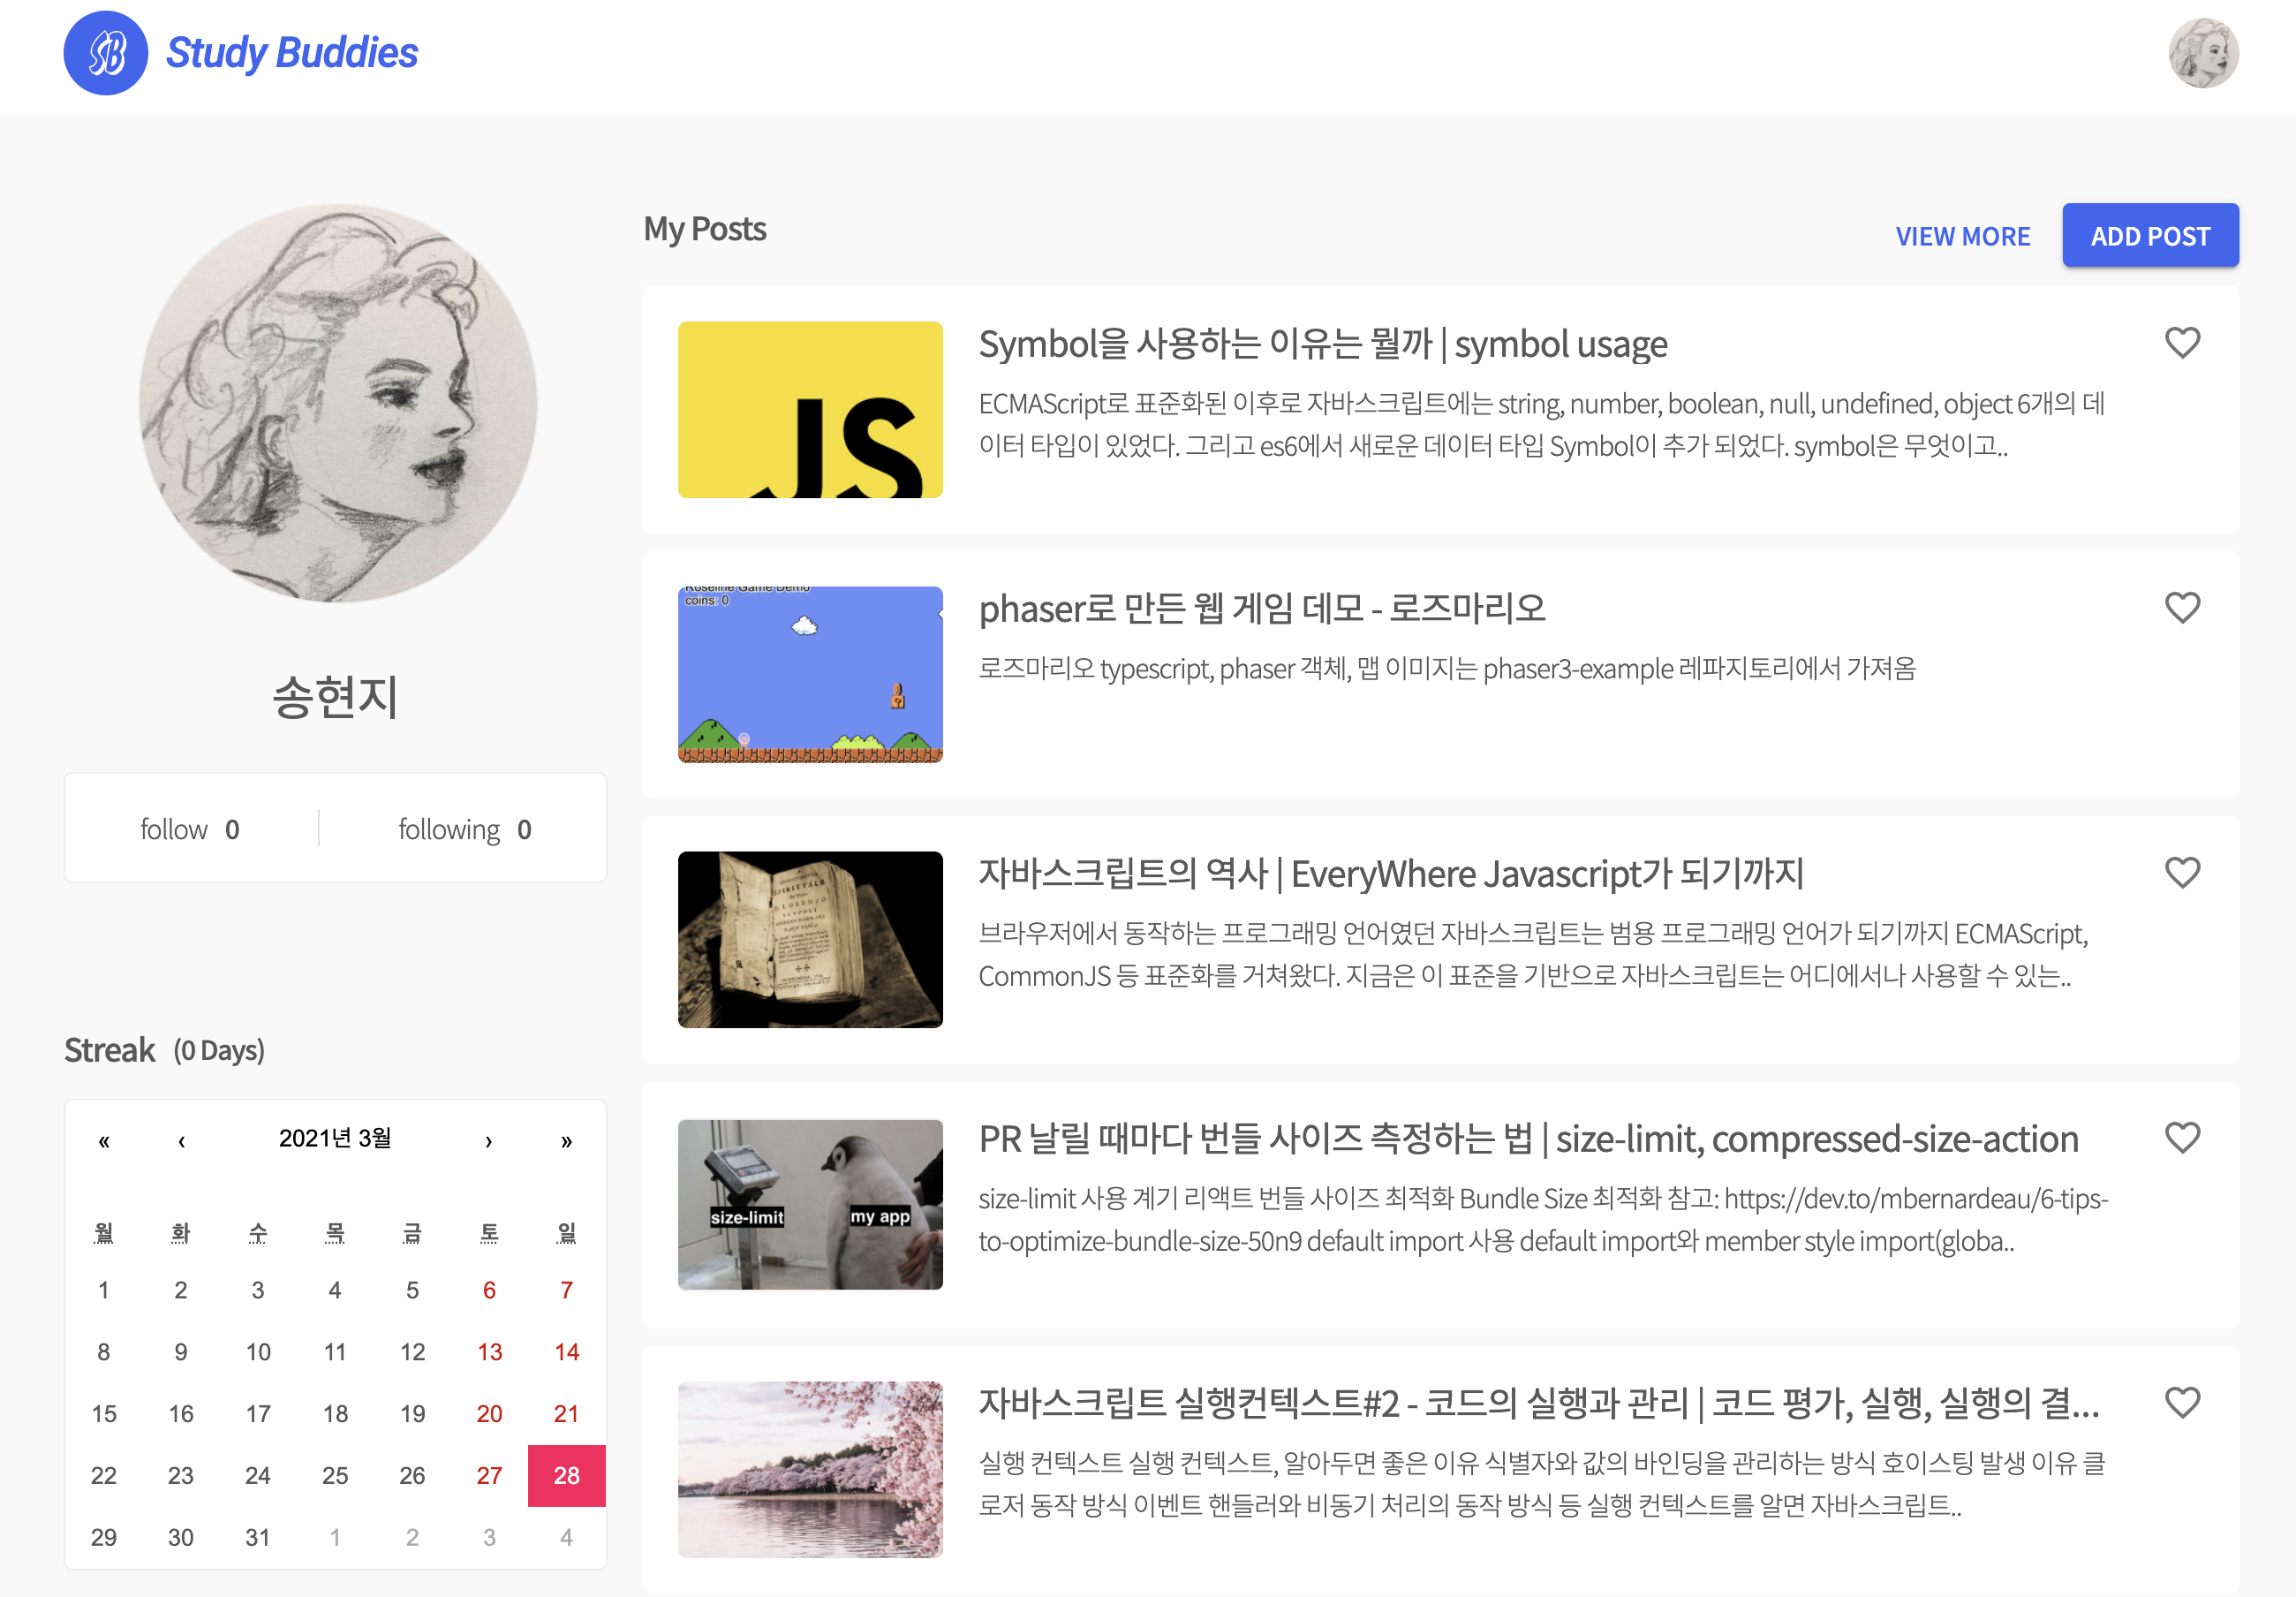 SB Study Buddies
송현지
follow 0 following 0
Streak (0 Days)
« ‹ 2021년 3월 › »
월 화 수 목 금 토 일
1 2 3 4 5 6 7
8 9 10 11 12 13 14
15 16 17 18 19 20 21
22 23 24 25 26 27 28
29 30 31 1 2 3 4
My Posts
VIEW MORE ADD POST
JS
Symbol을 사용하는 이유는 뭘까 | symbol usage
ECMAScript로 표준화된 이후로 자바스크립트에는 string, number, boolean, null, undefined, object 6개의 데
이터 타입이 있었다. 그리고 es6에서 새로운 데이터 타입 Symbol이 추가 되었다. symbol은 무엇이고..
Game Demo
coins: 0
phaser로 만든 웹 게임 데모 - 로즈마리오
로즈마리오 typescript, phaser 객체, 맵 이미지는 phaser3-example 레파지토리에서 가져옴
SPIRITVALE
D. LORENZO
SCUPOLI
자바스크립트의 역사 | EveryWhere Javascript가 되기까지
브라우저에서 동작하는 프로그래밍 언어였던 자바스크립트는 범용 프로그래밍 언어가 되기까지 ECMAScript,
CommonJS 등 표준화를 거쳐왔다. 지금은 이 표준을 기반으로 자바스크립트는 어디에서나 사용할 수 있는..
size-limit my app
PR 날릴 때마다 번들 사이즈 측정하는 법 | size-limit, compressed-size-action
size-limit 사용 계기 리액트 번들 사이즈 최적화 Bundle Size 최적화 참고: https://dev.to/mbernardeau/6-tips-
to-optimize-bundle-size-50n9 default import 사용 default import와 member style import(globa..
자바스크립트 실행컨텍스트#2 - 코드의 실행과 관리 | 코드 평가, 실행, 실행의 결...
실행 컨텍스트 실행 컨텍스트, 알아두면 좋은 이유 식별자와 값의 바인딩을 관리하는 방식 호이스팅 발생 이유 클
로저 동작 방식 이벤트 핸들러와 비동기 처리의 동작 방식 등 실행 컨텍스트를 알면 자바스크립트..